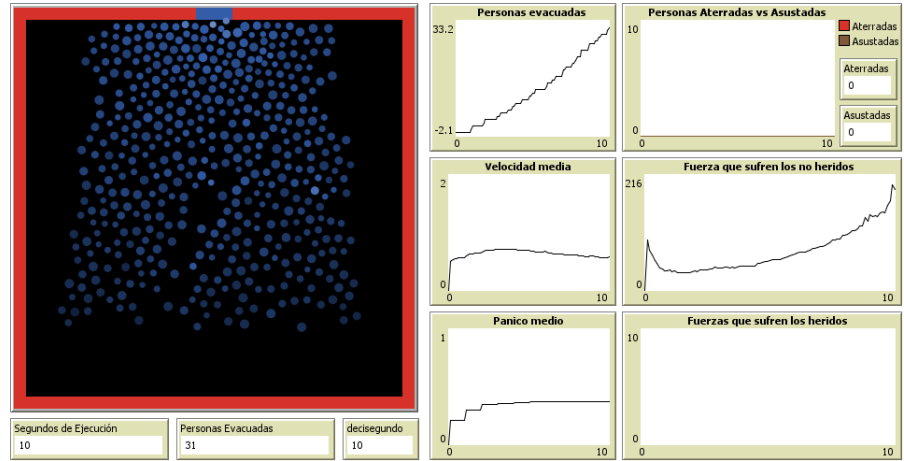 Personas evacuadas
33.2
-2.1
0
10
Personas Aterradas vs Asustadas
10
0
0
10
Aterradas
Asustadas
Aterradas
0
Asustadas
0
Velocidad media
2
0
0
10
Fuerza que sufren los no heridos
216
0
0
10
Panico medio
1
0
0
10
Fuerzas que sufren los heridos
10
0
0
10
Segundos de Ejecución
10
Personas Evacuadas
31
decisegundo
10